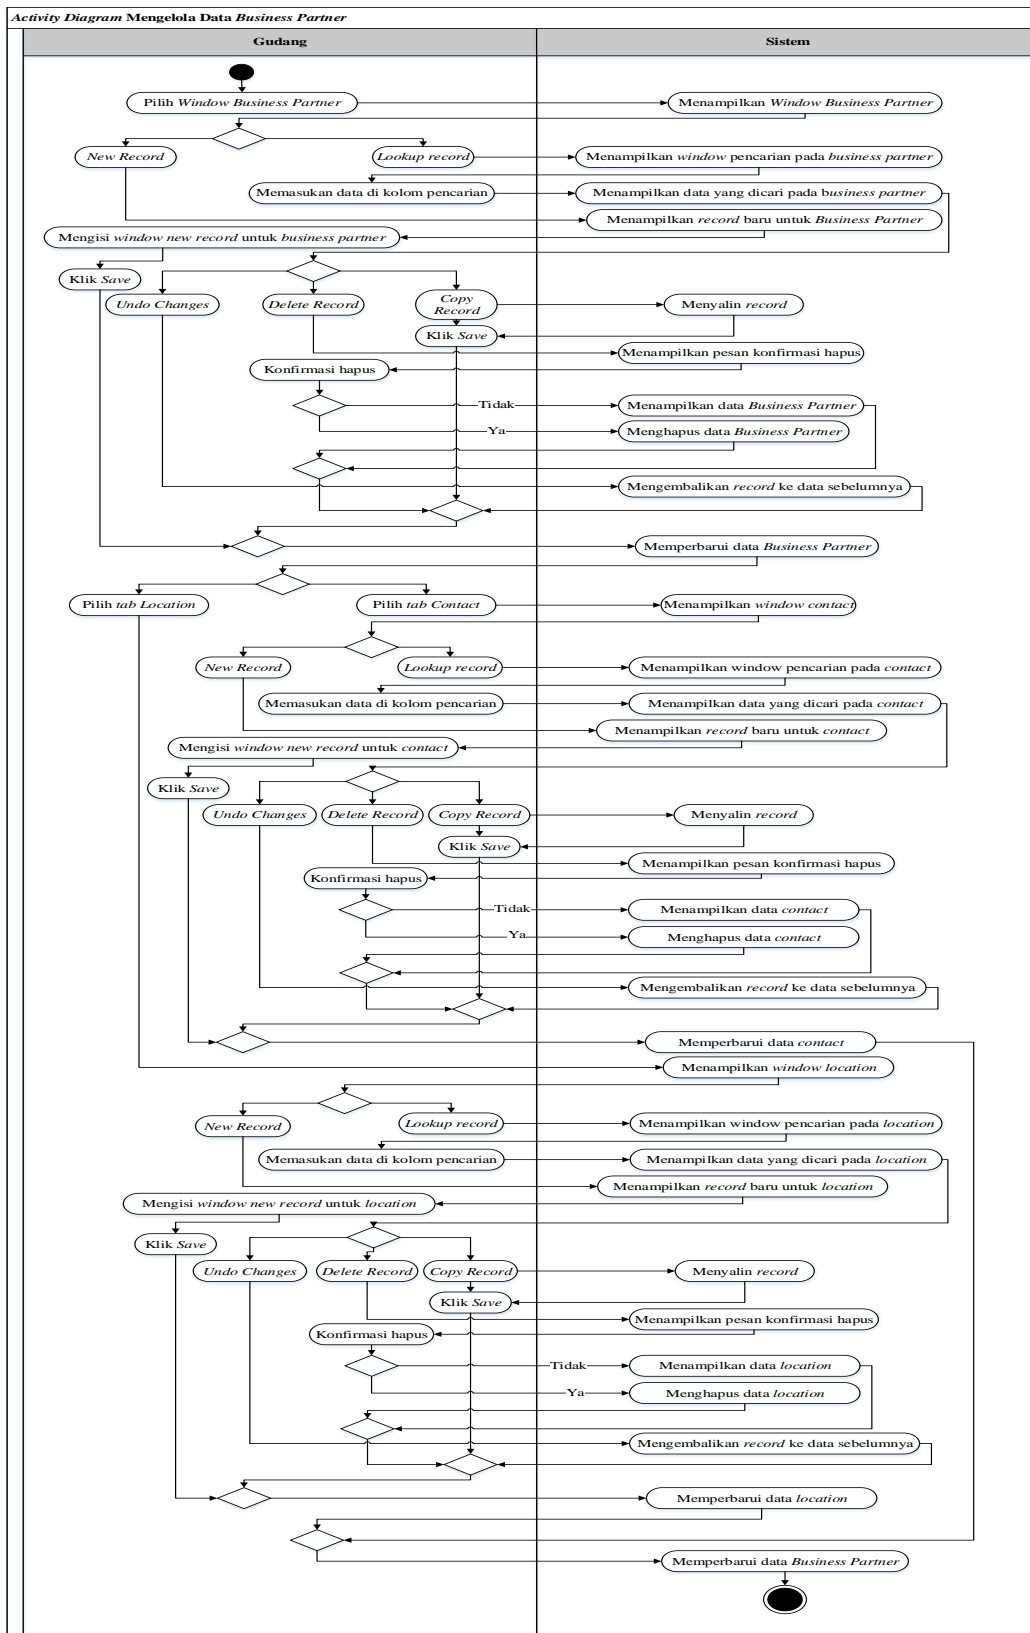 Activity Diagram Mengelola Data Business Partner
Gudang
Sistem
Pilih Window Business Partner
Menampilkan Window Business Partner
New Record
Lookup record
Menampilkan window pencarian pada business partner
Memasukan data di kolom pencarian
Menampilkan data yang dicari pada business partner
Menampilkan record baru untuk Business Partner
Mengisi window new record untuk business partner
Klik Save
Undo Changes
Delete Record
Copy
Record
Menyalin record
Klik Save
Menampilkan pesan konfirmasi hapus
Konfirmasi hapus
Tidak
Menampilkan data Business Partner
Ya
Menghapus data Business Partner
Mengembalikan record ke data sebelumnya
Memperbarui data Business Partner
Pilih tab Location
Pilih tab Contact
Menampilkan window contact
New Record
Lookup record
Menampilkan window pencarian pada contact
Memasukan data di kolom pencarian
Menampilkan data yang dicari pada contact
Menampilkan record baru untuk contact
Mengisi window new record untuk contact
Klik Save
Undo Changes
Delete Record
Copy Record
Menyalin record
Klik Save
Menampilkan pesan konfirmasi hapus
Konfirmasi hapus
Tidak
Menampilkan data contact
Ya
Menghapus data contact
Mengembalikan record ke data sebelumnya
Memperbarui data contact
Menampilkan window location
New Record
Lookup record
Menampilkan window pencarian pada location
Memasukan data di kolom pencarian
Menampilkan data yang dicari pada location
Menampilkan record baru untuk location
Mengisi window new record untuk location
Klik Save
Undo Changes
Delete Record
Copy Record
Menyalin record
Klik Save
Menampilkan pesan konfirmasi hapus
Konfirmasi hapus
Tidak
Menampilkan data location
Ya
Menghapus data location
Mengembalikan record ke data sebelumnya
Memperbarui data location
Memperbarui data Business Partner